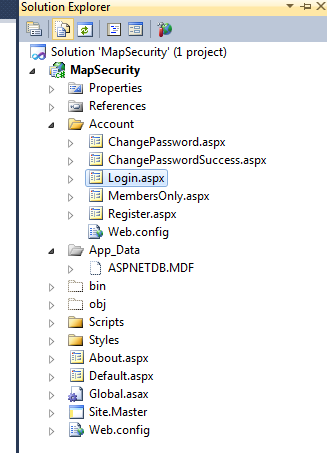 Solution Explorer
Solution 'MapSecurity' (1 project)
MapSecurity
Properties
References
Account
ChangePassword.aspx
ChangePasswordSuccess.aspx
Login.aspx
MembersOnly.aspx
Register.aspx
Web.config
App_Data
ASPNETDB.MDF
bin
obj
Scripts
Styles
About.aspx
Default.aspx
Global.asax
Site.Master
Web.config